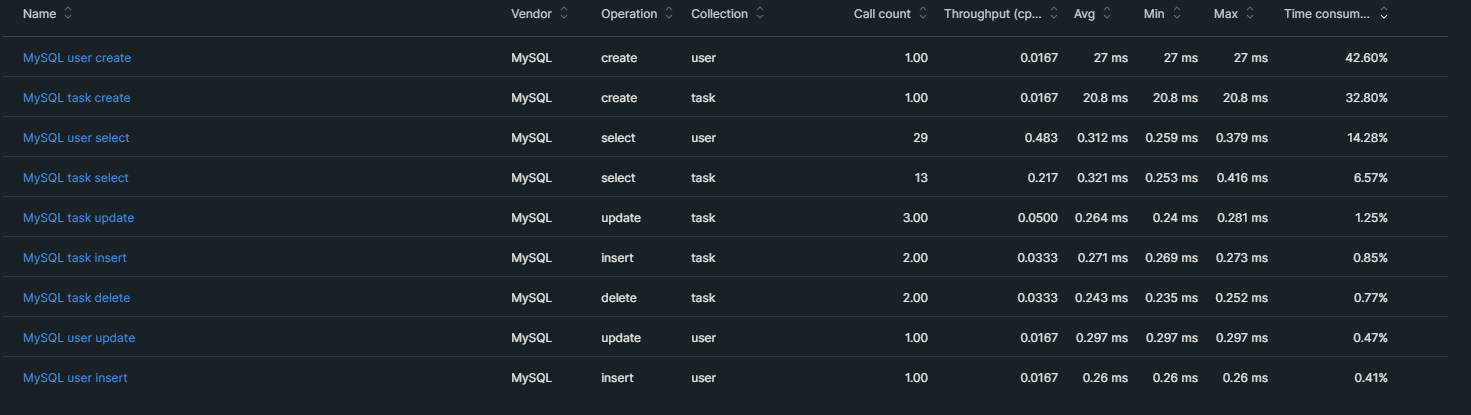 Name Vendor Operation Collection Call count Throughput (cp... Avg Min Max Time consum...
MySQL user create MySQL create user 1.00 0.0167 27 ms 27 ms 27 ms 42.60%
MySQL task create MySQL create task 1.00 0.0167 20.8 ms 20.8 ms 20.8 ms 32.80%
MySQL user select MySQL select user 29 0.483 0.312 ms 0.259 ms 0.379 ms 14.28%
MySQL task select MySQL select task 13 0.217 0.321 ms 0.253 ms 0.416 ms 6.57%
MySQL task update MySQL update task 3.00 0.0500 0.264 ms 0.24 ms 0.281 ms 1.25%
MySQL task insert MySQL insert task 2.00 0.0333 0.271 ms 0.269 ms 0.273 ms 0.85%
MySQL task delete MySQL delete task 2.00 0.0333 0.243 ms 0.235 ms 0.252 ms 0.77%
MySQL user update MySQL update user 1.00 0.0167 0.297 ms 0.297 ms 0.297 ms 0.47%
MySQL user insert MySQL insert user 1.00 0.0167 0.26 ms 0.26 ms 0.26 ms 0.41%